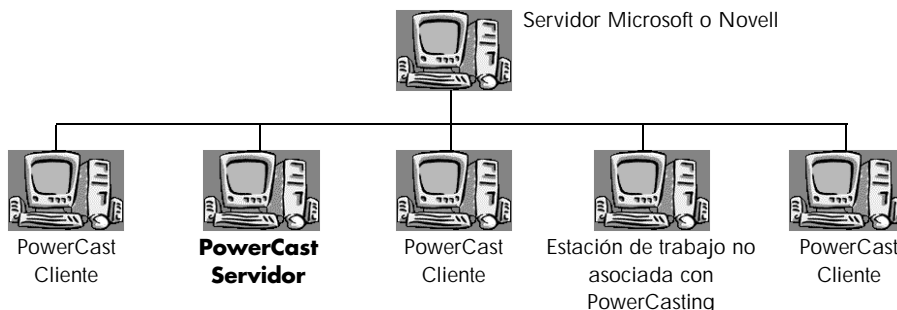 Servidor Microsoft o Novell
PowerCast
Cliente
PowerCast
Servidor
PowerCast
Cliente
Estación de trabajo no
asociada con
PowerCasting
PowerCast
Cliente